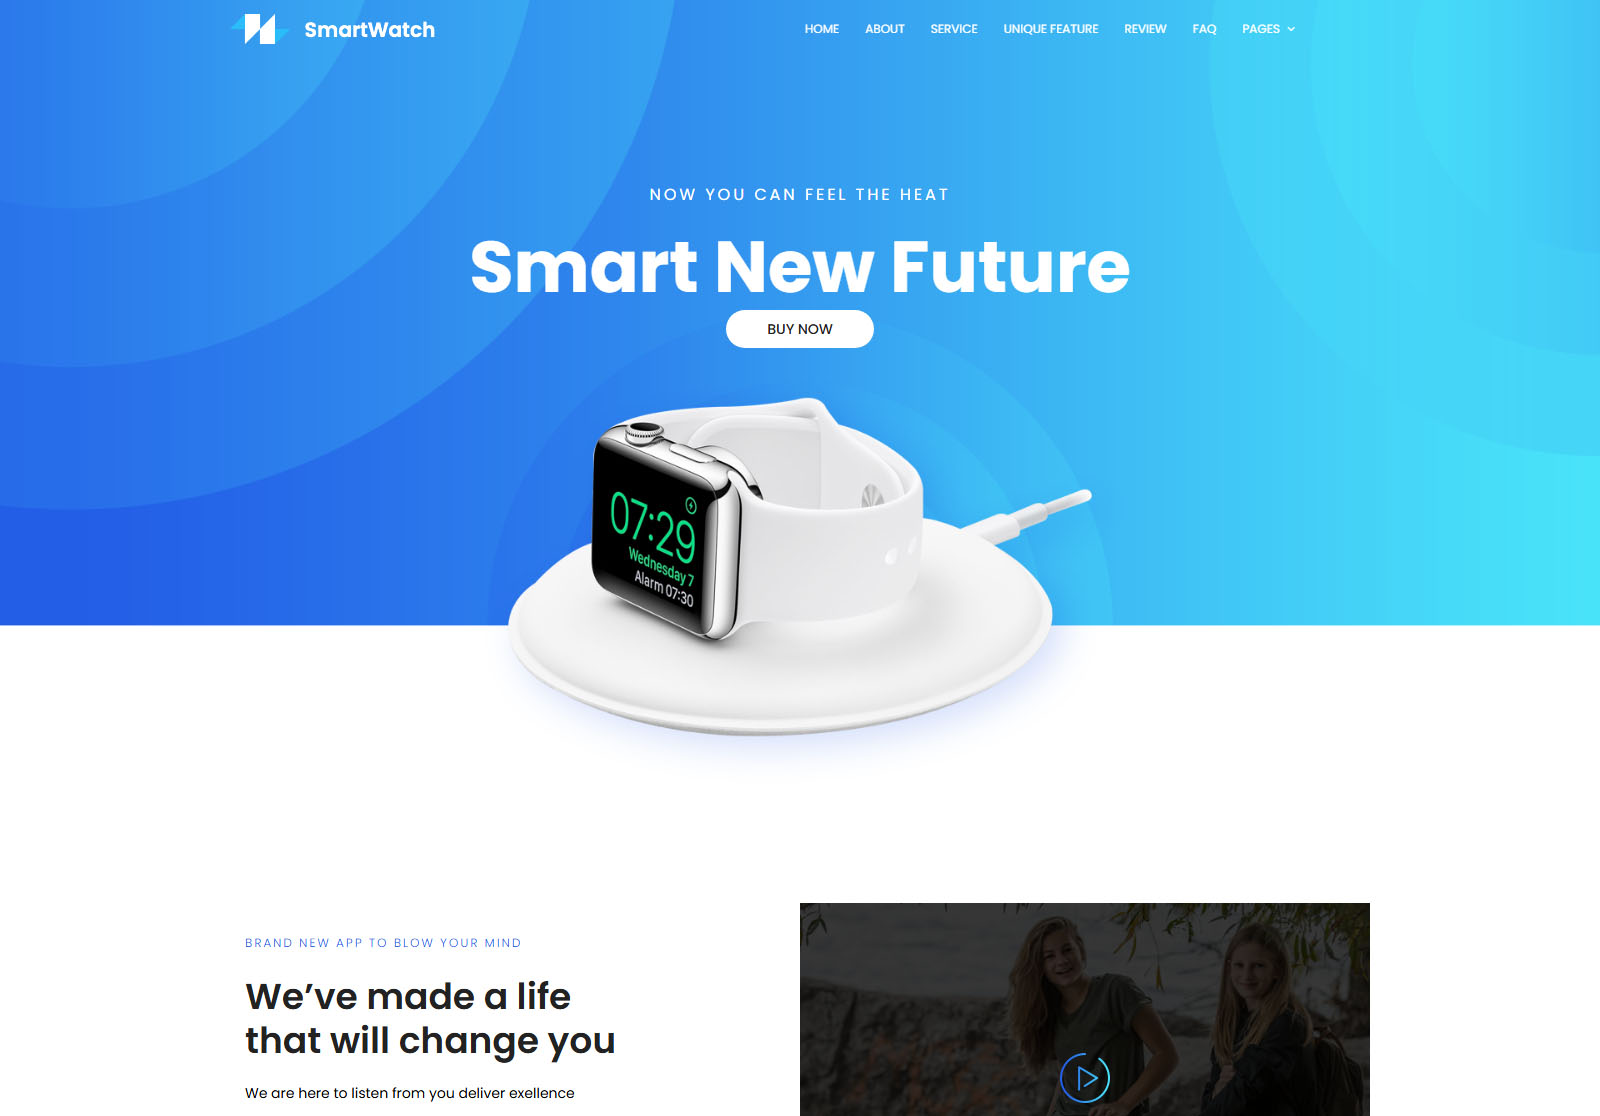 SmartWatch
HOME ABOUT SERVICE UNIQUE FEATURE REVIEW FAQ PAGES
NOW YOU CAN FEEL THE HEAT
Smart New Future
BUY NOW
07:29
Wednesday 7
Alarm 07:30
BRAND NEW APP TO BLOW YOUR MIND
We’ve made a life
that will change you
We are here to listen from you deliver exellence